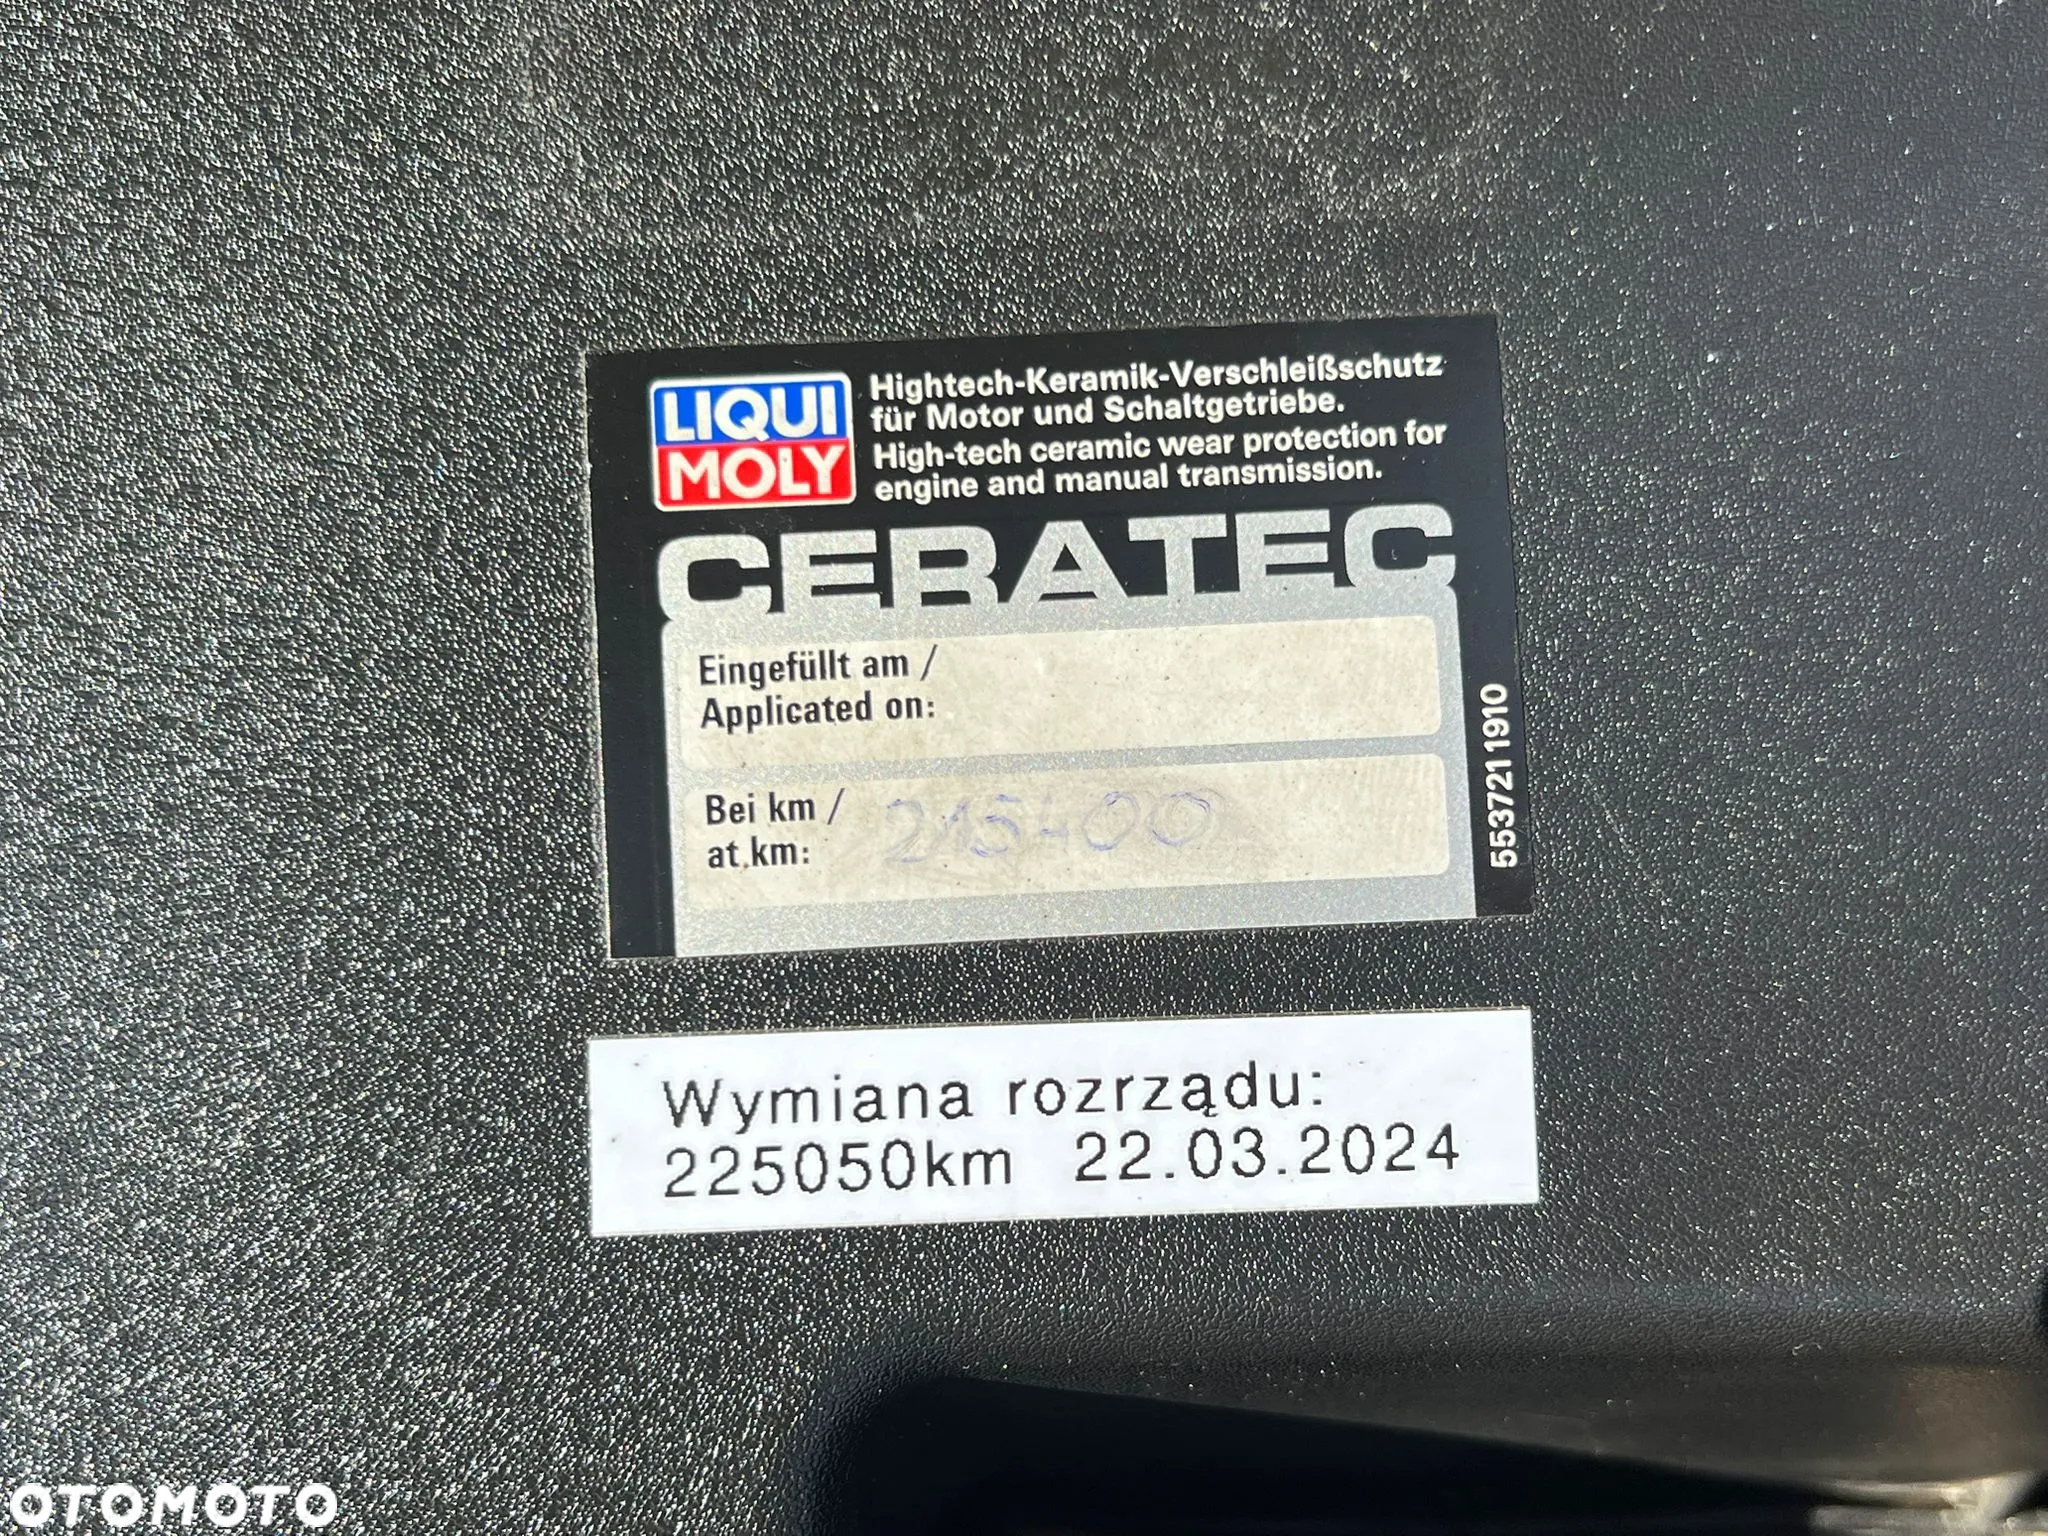 LIQUI
MOLY
Hightech-Keramik-Verschleißschutz
für Motor und Schaltgetriebe.
High-tech ceramic wear protection for
engine and manual transmission.
CERATEC
Eingefüllt am /
Applicated on:
Bei km /
at km:
215400
5537211910
Wymiana rozrządu:
225050km 22.03.2024
OTOMOTO